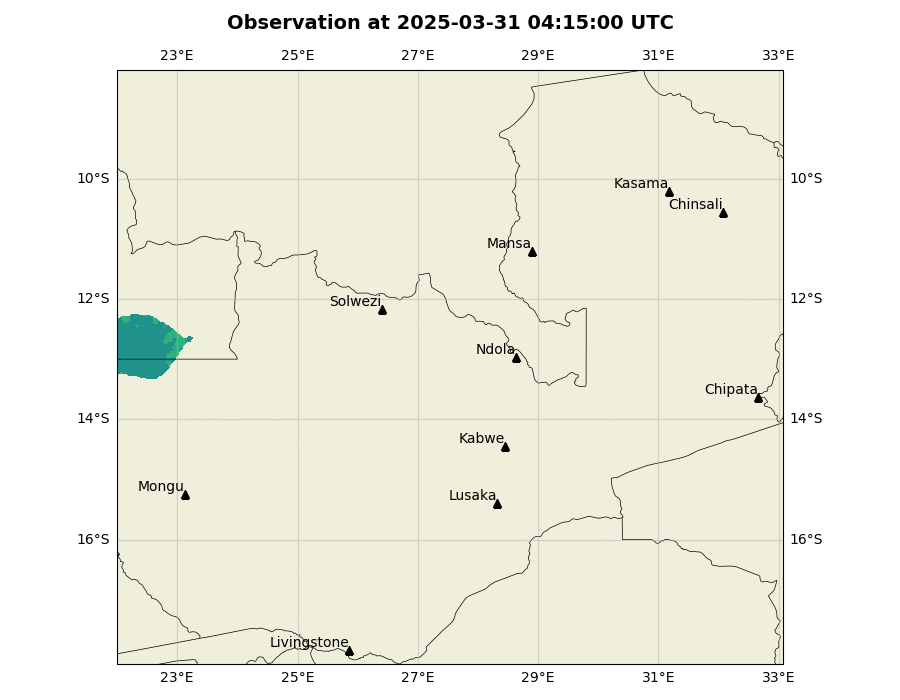 Observation at 2025-03-31 04:15:00 UTC
23°E 25°E 27°E 29°E 31°E 33°E
10°S 10°S
Kasama
Chinsali
Mansa
12°S 12°S
Solwezi
Ndola
Chipata
14°S 14°S
Kabwe
Mongu
Lusaka
16°S 16°S
Livingstone
23°E 25°E 27°E 29°E 31°E 33°E